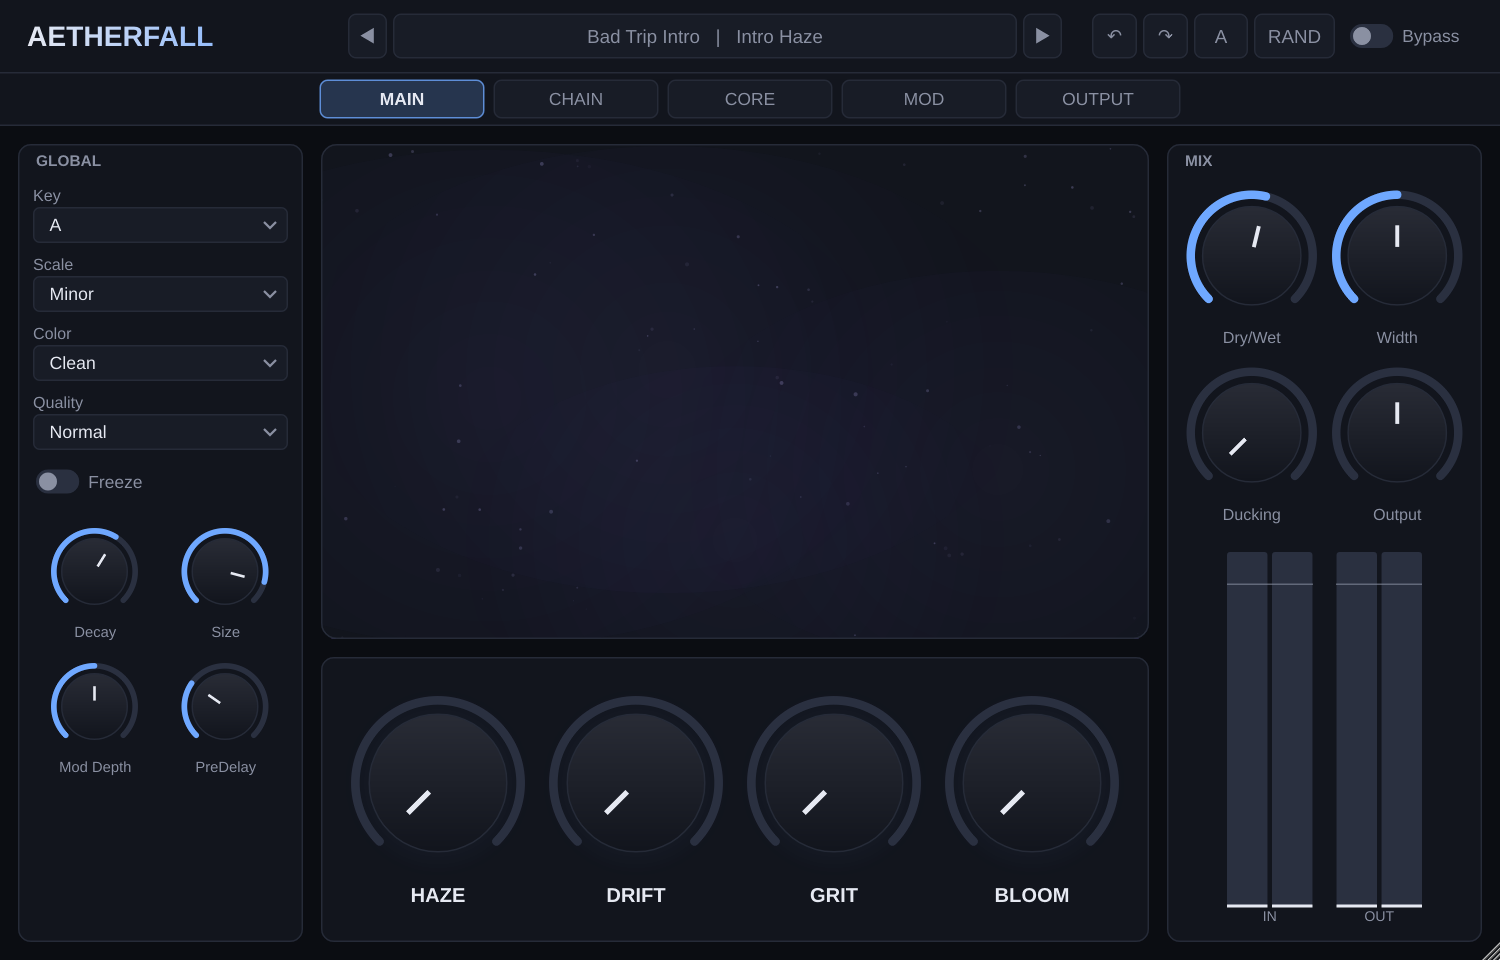 AETHERFALL
Bad Trip Intro | Intro Haze
A
RAND
Bypass
MAIN
CHAIN
CORE
MOD
OUTPUT
GLOBAL
Key
A
Scale
Minor
Color
Clean
Quality
Normal
Freeze
Decay
Size
Mod Depth
PreDelay
HAZE
DRIFT
GRIT
BLOOM
MIX
Dry/Wet
Width
Ducking
Output
IN
OUT